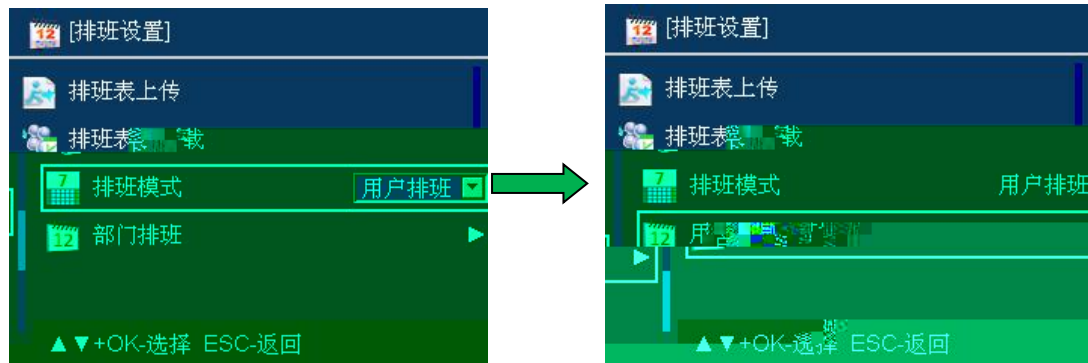 [排班设置]
排班表上传
排班表 载
排班模式 用户排班
部门排班
▲▼+OK-选择 ESC-返回
[排班设置]
排班表上传
排班表 载
排班模式 用户排班
用
▲▼+OK-选择 ESC-返回